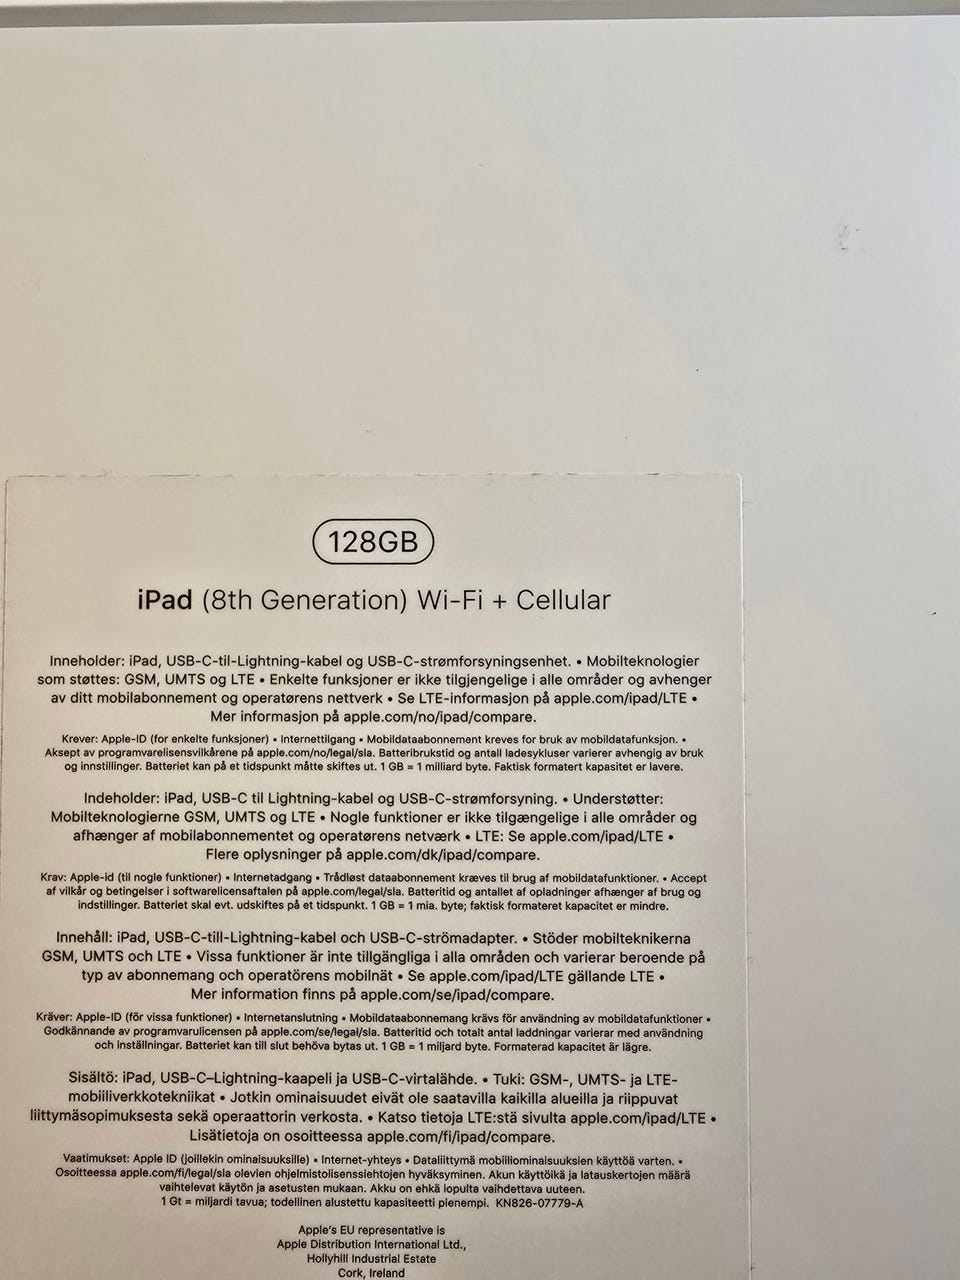 128GB
iPad (8th Generation) Wi-Fi + Cellular
Inneholder: iPad, USB-C-til-Lightning-kabel og USB-C-strømforsyningsenhet. • Mobilteknologier
som støttes: GSM, UMTS og LTE • Enkelte funksjoner er ikke tilgjengelige i alle områder og avhenger
av ditt mobilabonnement og operatørens nettverk • Se LTE-informasjon på apple.com/ipad/LTE •
Mer informasjon på apple.com/no/ipad/compare.
Krever: Apple-ID (for enkelte funksjoner) • Internettilgang • Mobildataabonnement kreves for bruk av mobildatafunksjon. •
Aksept av programvarelisensvilkårene på apple.com/no/legal/sla. Batteribrukstid og antall ladesykluser varierer avhengig av bruk
og innstillinger. Batteriet kan på et tidspunkt måtte skiftes ut. 1 GB = 1 milliard byte. Faktisk formatert kapasitet er lavere.
Indeholder: iPad, USB-C til Lightning-kabel og USB-C-strømforsyning. • Understøtter:
Mobilteknologierne GSM, UMTS og LTE • Nogle funktioner er ikke tilgængelige i alle områder og
afhænger af mobilabonnementet og operatørens netværk • LTE: Se apple.com/ipad/LTE •
Flere oplysninger på apple.com/dk/ipad/compare.
Krav: Apple-id (til nogle funktioner) • Internetadgang • Trådløst dataabonnement kræves til brug af mobildatafunktioner. • Accept
af vilkår og betingelser i softwarelicensaftalen på apple.com/legal/sla. Batteritid og antallet af opladninger afhænger af brug og
indstillinger. Batteriet skal evt. udskiftes på et tidspunkt. 1 GB = 1 mia. byte; faktisk formateret kapacitet er mindre.
Innehåll: iPad, USB-C-till-Lightning-kabel och USB-C-strömadapter. • Stöder mobilteknikerna
GSM, UMTS och LTE • Vissa funktioner är inte tillgängliga i alla områden och varierar beroende på
typ av abonnemang och operatörens mobilnät • Se apple.com/ipad/LTE gällande LTE •
Mer information finns på apple.com/se/ipad/compare.
Kräver: Apple-ID (för vissa funktioner) • Internetanslutning • Mobildataabonnemang krävs för användning av mobildatafunktioner •
Godkännande av programvarulicensen på apple.com/se/legal/sla. Batteritid och totalt antal laddningar varierar med användning
och inställningar. Batteriet kan till slut behöva bytas ut. 1 GB = 1 miljard byte. Formaterad kapacitet är lägre.
Sisältö: iPad, USB-C–Lightning-kaapeli ja USB-C-virtalähde. • Tuki: GSM-, UMTS- ja LTE-
mobiiliverkkotekniikat • Jotkin ominaisuudet eivät ole saatavilla kaikilla alueilla ja riippuvat
liittymäsopimuksesta sekä operaattorin verkosta. • Katso tietoja LTE:stä sivulta apple.com/ipad/LTE •
Lisätietoja on osoitteessa apple.com/fi/ipad/compare.
Vaatimukset: Apple ID (joillekin ominaisuuksille) • Internet-yhteys • Dataliittymä mobiiliominaisuuksien käyttöä varten. •
Osoitteessa apple.com/fi/legal/sla olevien ohjelmistolisenssiehtojen hyväksyminen. Akun käyttöikä ja latauskertojen määrä
vaihtelevat käytön ja asetusten mukaan. Akku on ehkä lopulta vaihdettava uuteen.
1 Gt = miljardi tavua; todellinen alustettu kapasiteetti pienempi. KN826-07779-A
Apple's EU representative is
Apple Distribution International Ltd.,
Hollyhill Industrial Estate
Cork, Ireland